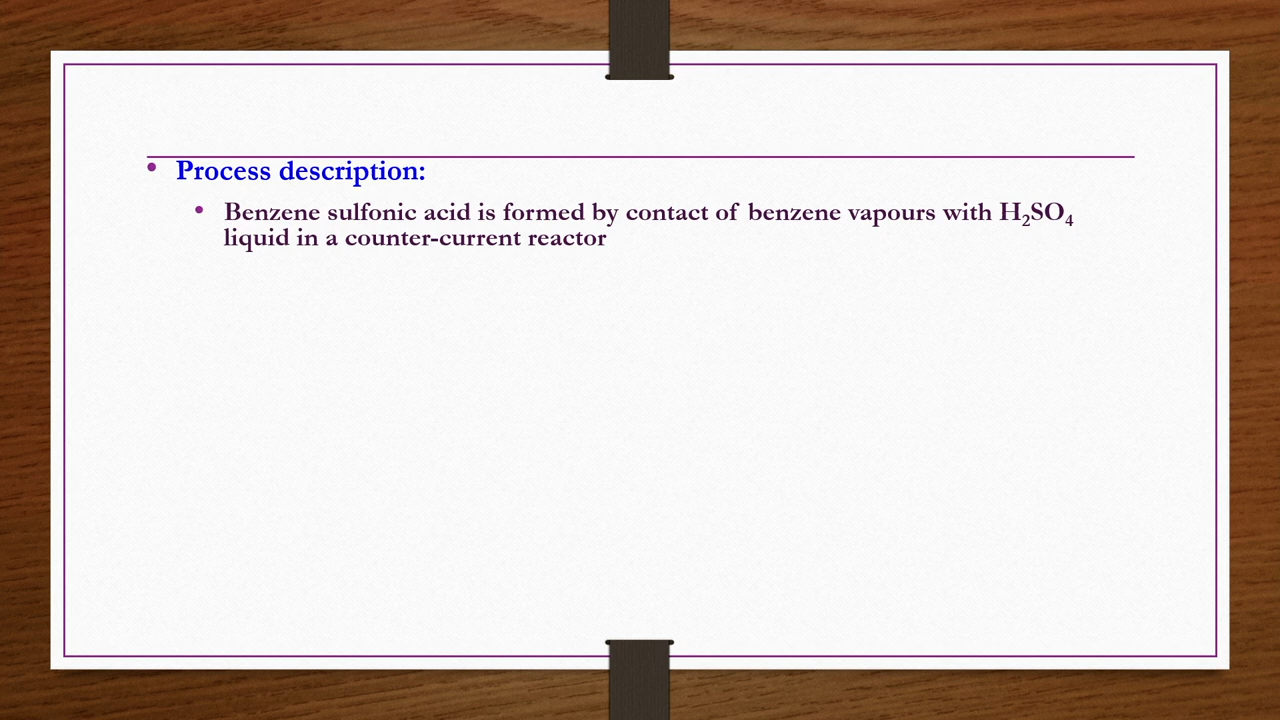 • Process description:
• Benzene sulfonic acid is formed by contact of benzene vapours with H₂SO₄
liquid in a counter-current reactor